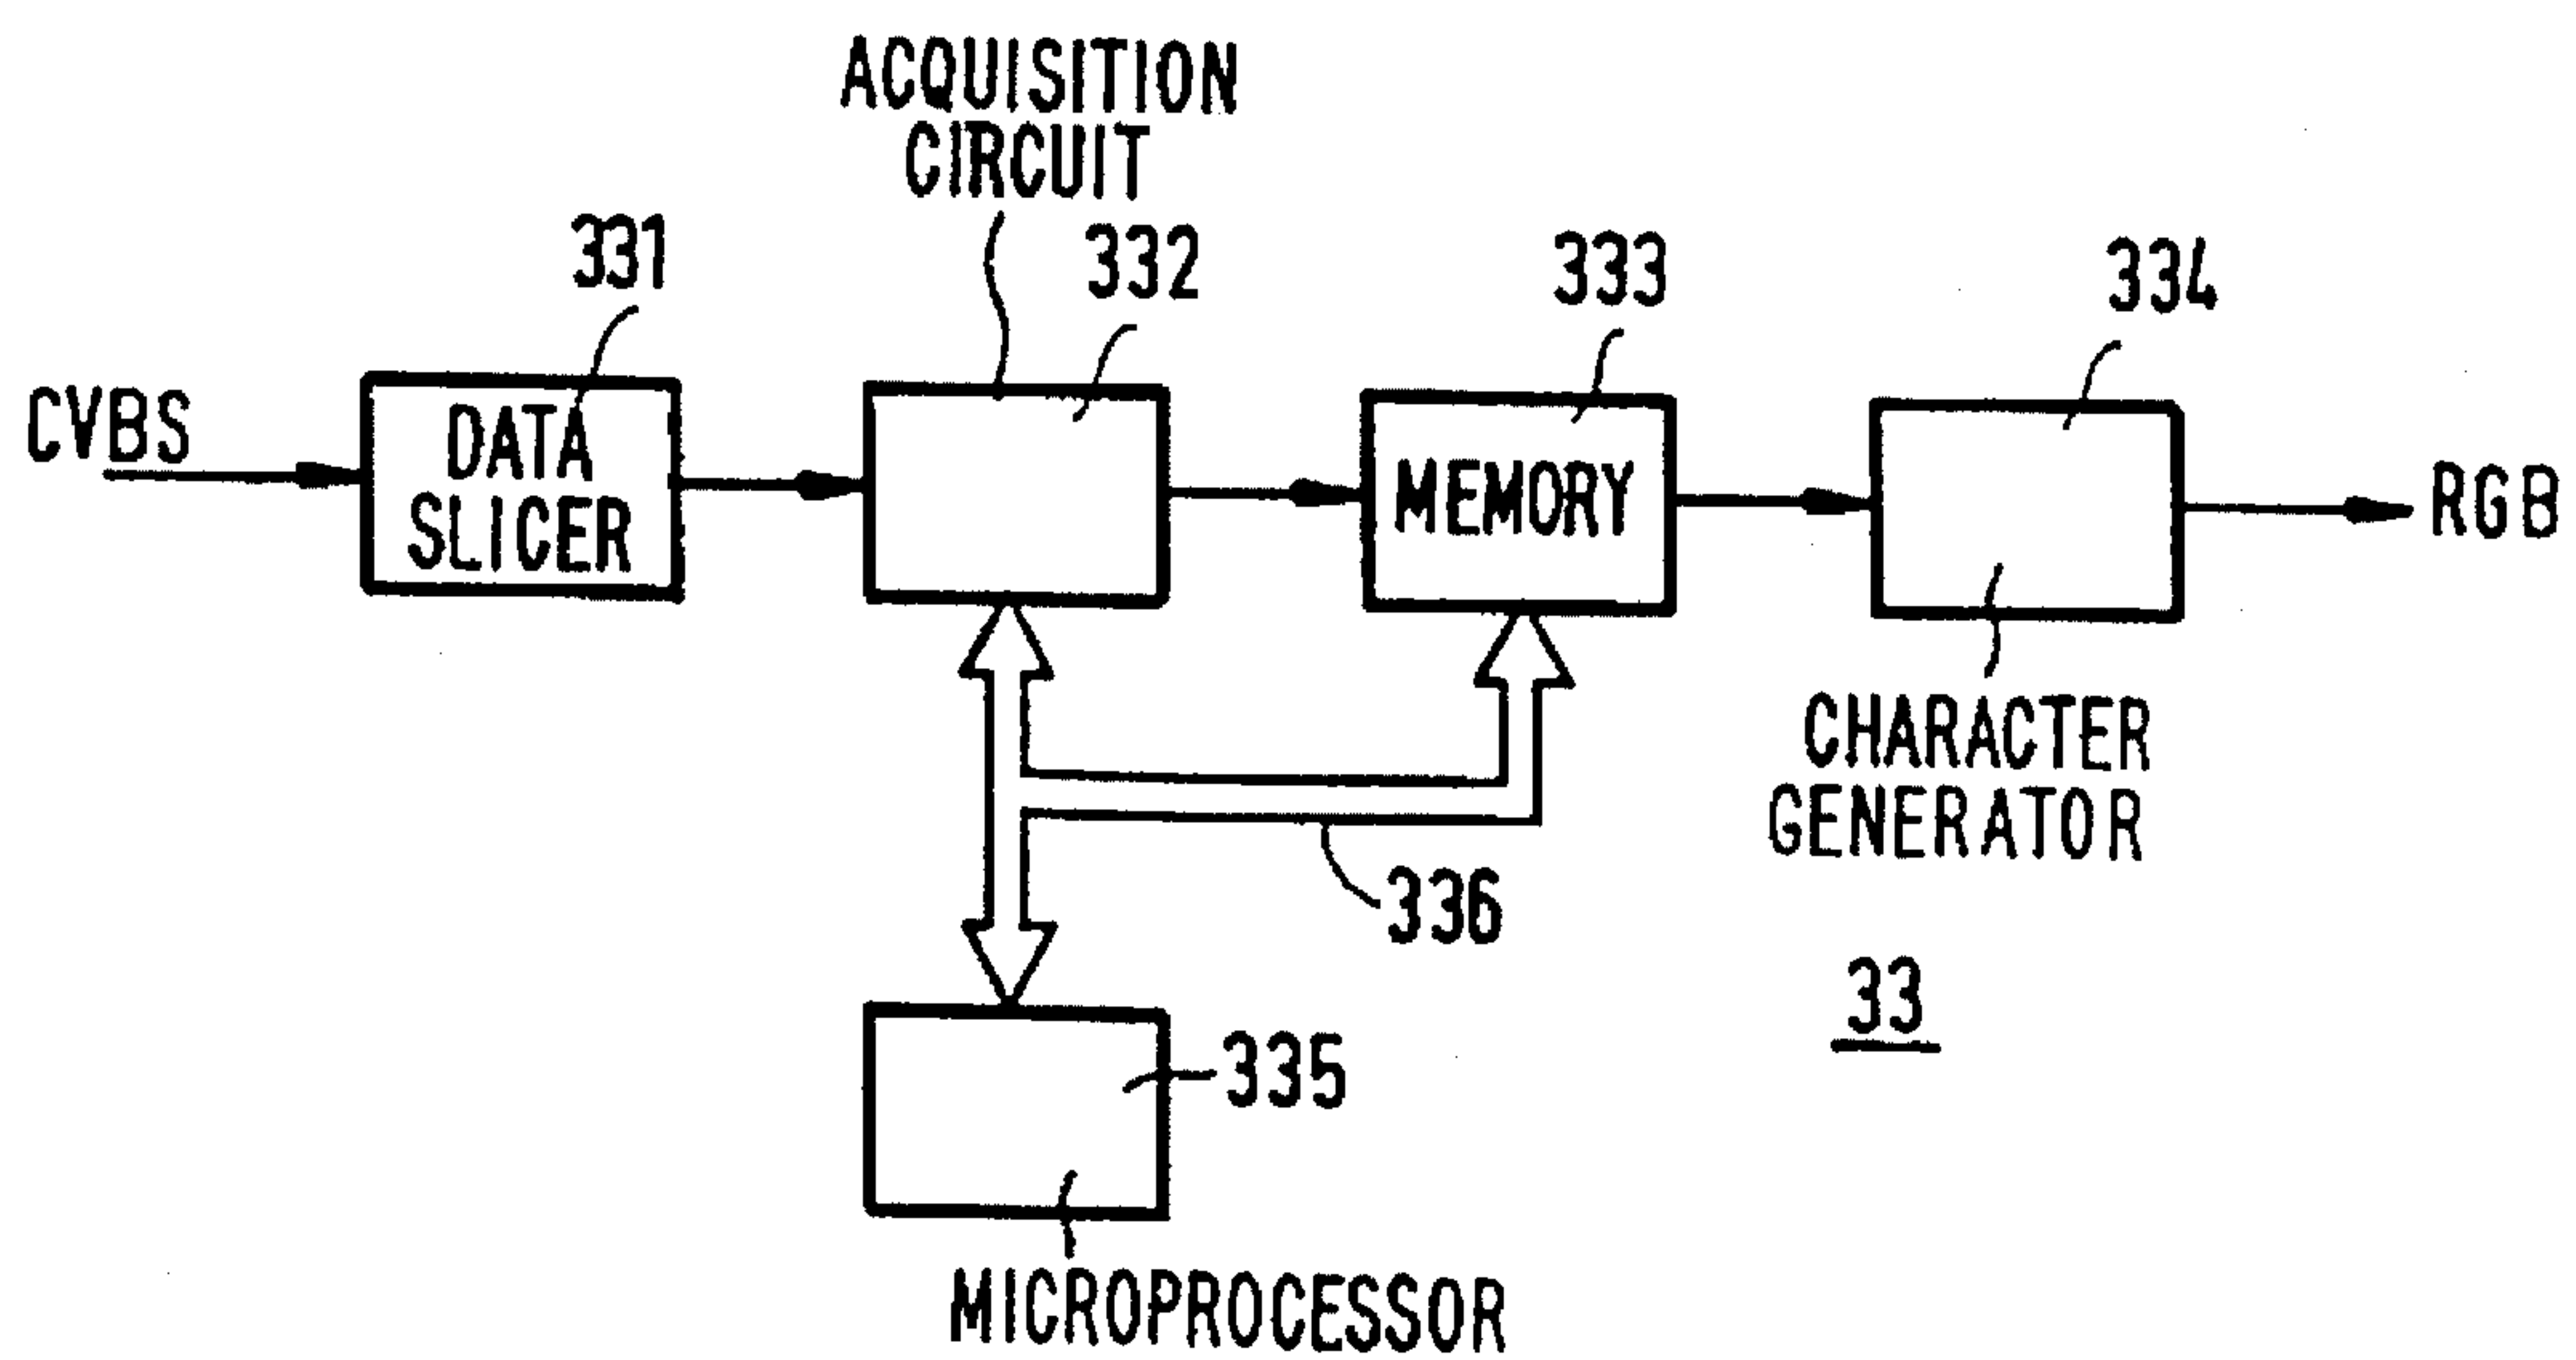 ACQUISITION
CIRCUIT
331
332
333
334
CVBS
DATA
SLICER
MEMORY
RGB
CHARACTER
GENERATOR
336
33
335
MICROPROCESSOR